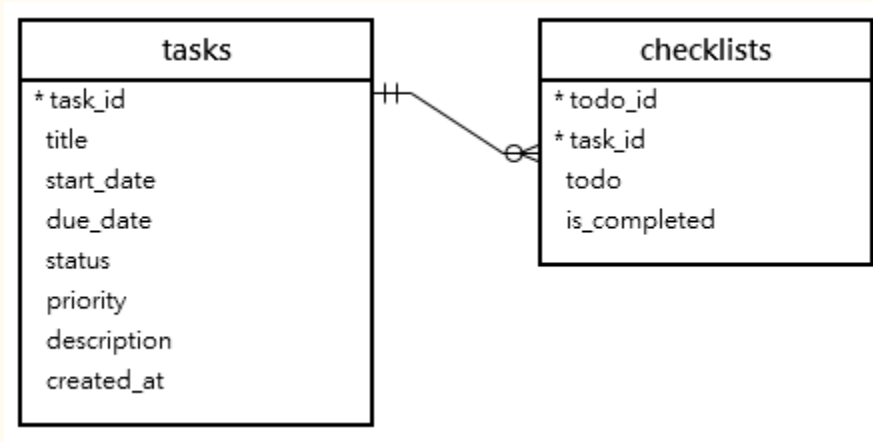 tasks
* task_id
title
start_date
due_date
status
priority
description
created_at
checklists
* todo_id
* task_id
todo
is_completed